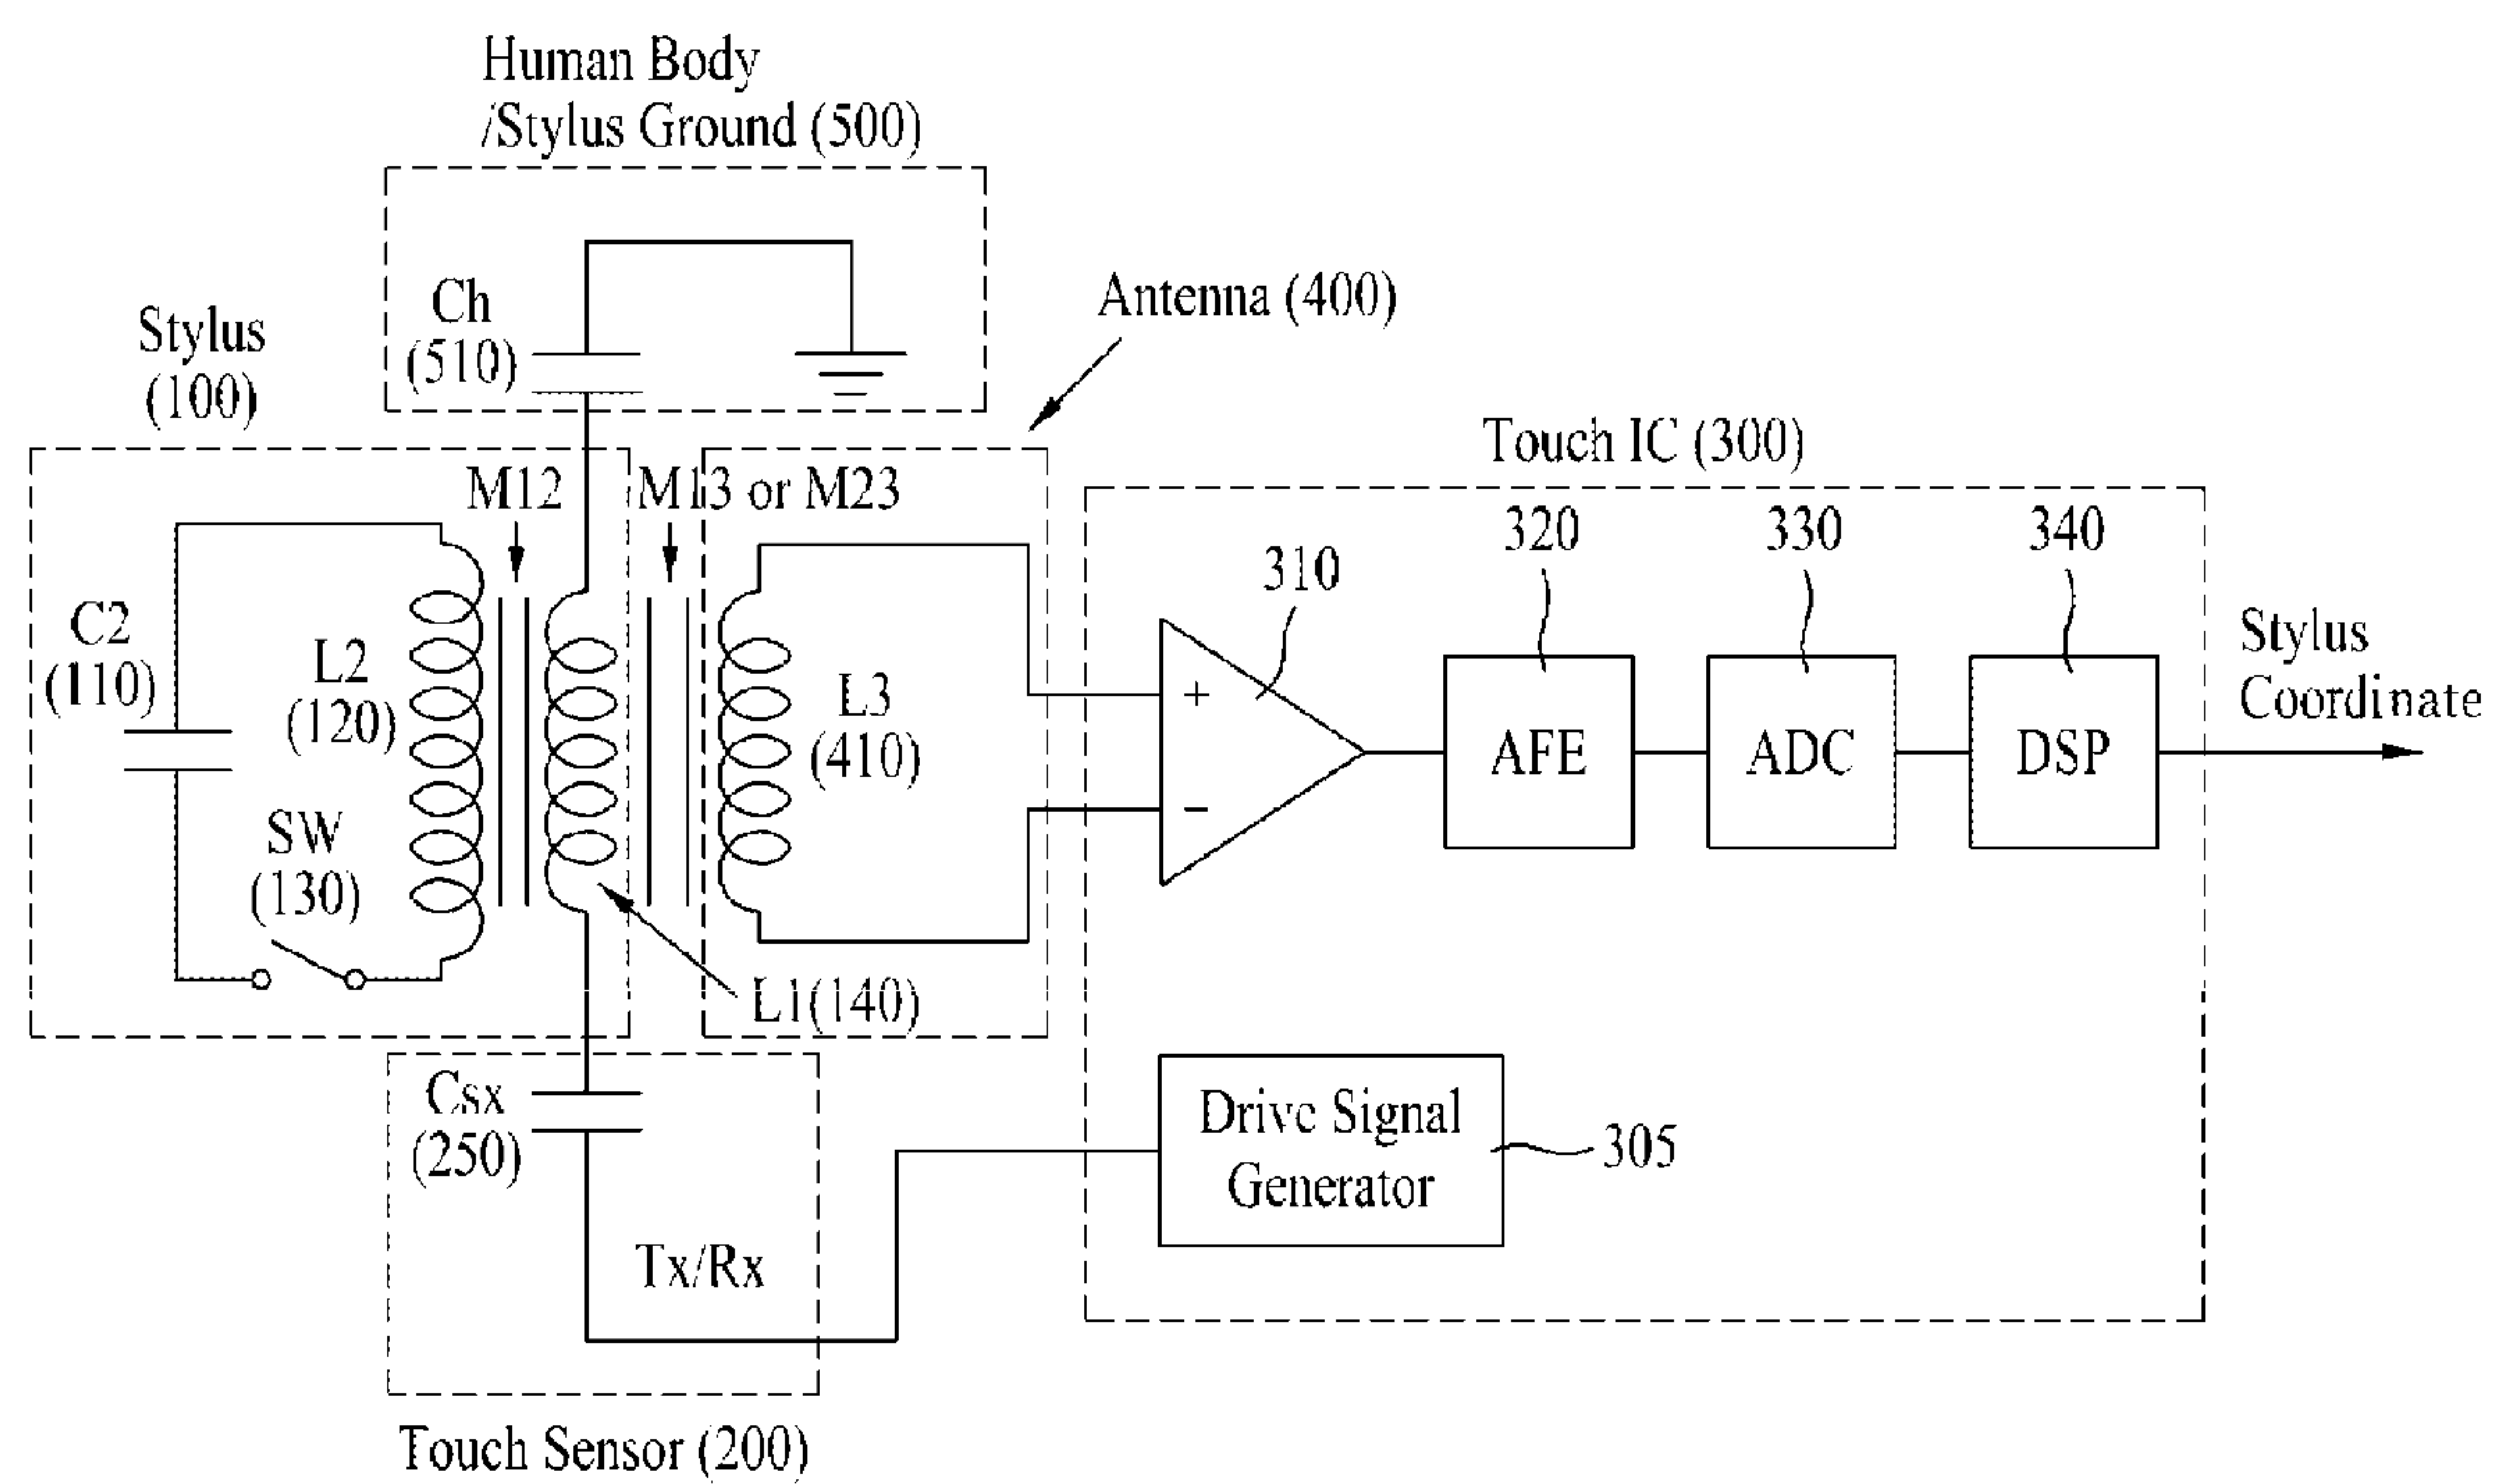 Human Body
/Stylus Ground (500)
Ch
(510)
Antenna (400)
Stylus
(100)
Touch IC (300)
M12
M13 or M23
320
330
340
310
C2
(110)
L2
(120)
L3
(410)
+
−
AFE
ADC
DSP
Stylus
Coordinate
SW
(130)
L1(140)
Csx
(250)
Drive Signal
Generator
305
Tx/Rx
Touch Sensor (200)